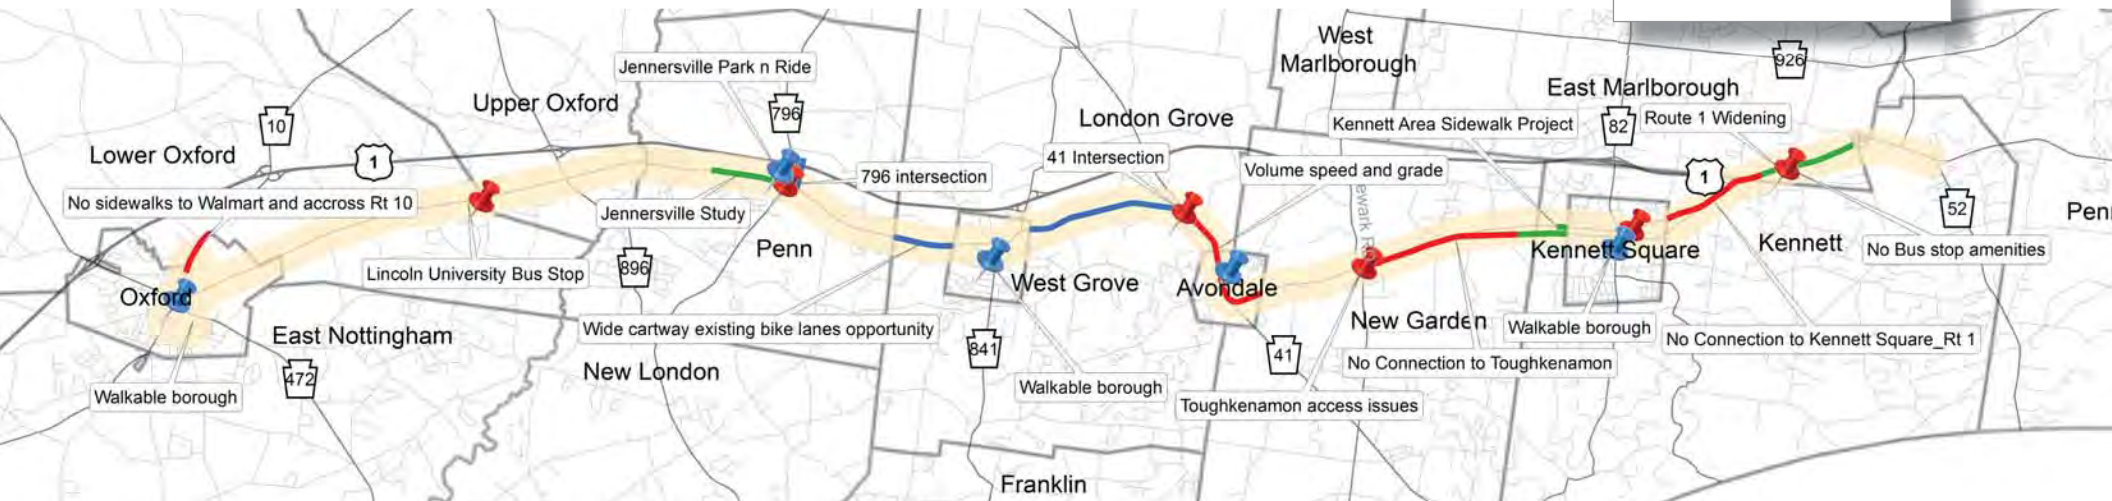 West
Marlborough
926
Jennersville Park n Ride
East Marlborough
Upper Oxford
796
London Grove
Kennett Area Sidewalk Project
82
Route 1 Widening
10
Lower Oxford
1
41 Intersection
Volume speed and grade
796 intersection
1
No sidewalks to Walmart and accross Rt 10
Jennersville Study
ewark R
52
Penn
Kennett Square
Kennett
No Bus stop amenities
Lincoln University Bus Stop
896
West Grove
Avondale
Oxford
East Nottingham
Wide cartway existing bike lanes opportunity
New Garden
Walkable borough
No Connection to Kennett Square_Rt 1
841
41
No Connection to Toughkenamon
472
New London
Walkable borough
Walkable borough
Toughkenamon access issues
Franklin
Pen